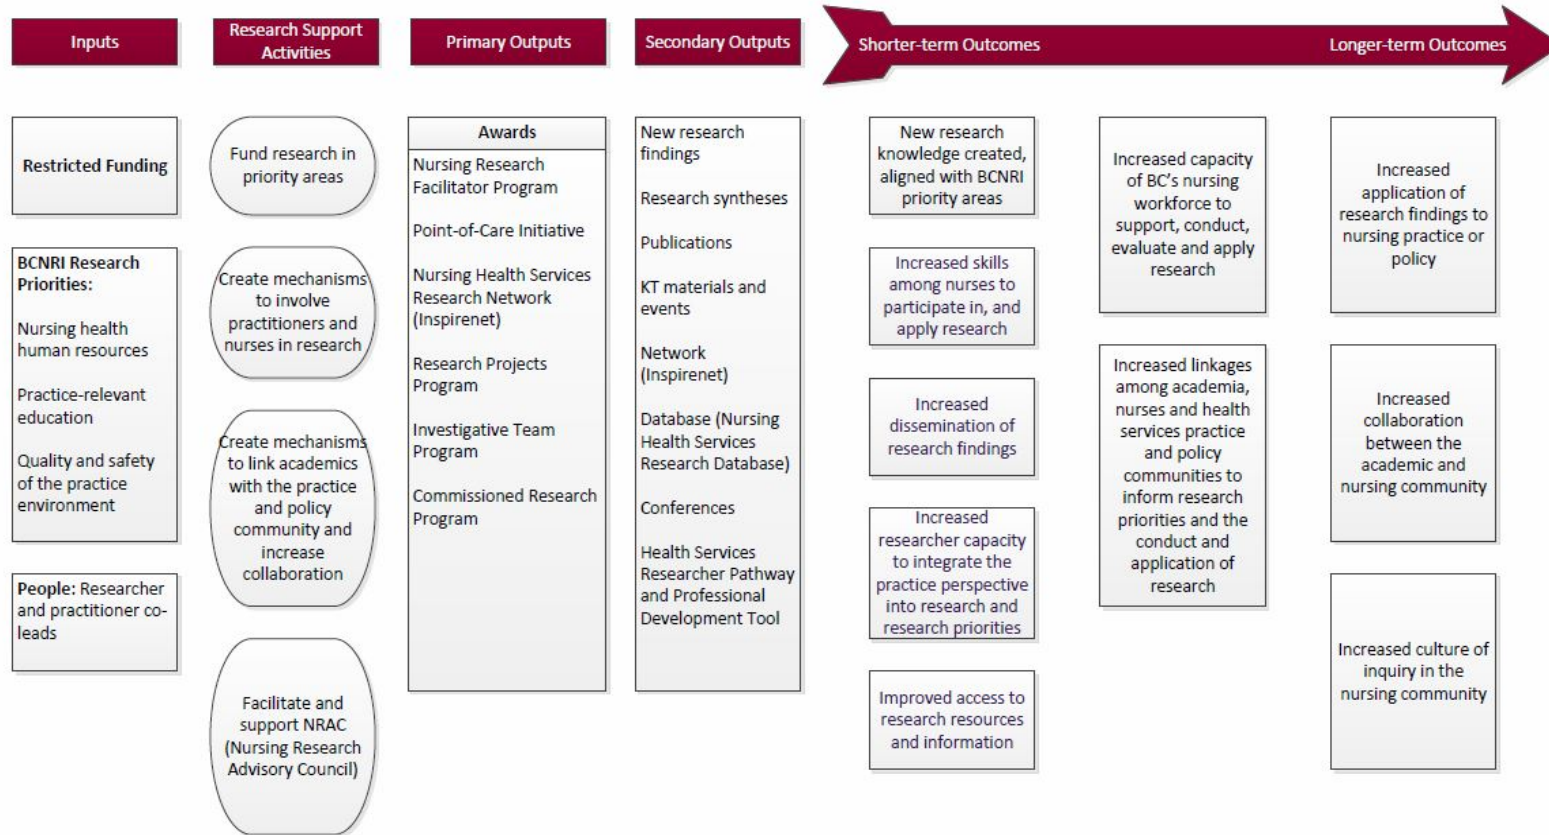 Inputs
Research Support
Activities
Primary Outputs
Secondary Outputs
Shorter-term Outcomes
Longer-term Outcomes
Restricted Funding
BCNRI Research
Priorities:
Nursing health
human resources
Practice-relevant
education
Quality and safety
of the practice
environment
People: Researcher
and practitioner co-
leads
Fund research in
priority areas
Create mechanisms
to involve
practitioners and
nurses in research
Create mechanisms
to link academics
with the practice
and policy
community and
increase
collaboration
Facilitate and
support NRAC
(Nursing Research
Advisory Council)
Awards
Nursing Research
Facilitator Program
Point-of-Care Initiative
Nursing Health Services
Research Network
(Inspirenet)
Research Projects
Program
Investigative Team
Program
Commissioned Research
Program
New research
findings
Research syntheses
Publications
KT materials and
events
Network
(Inspirenet)
Database (Nursing
Health Services
Research Database)
Conferences
Health Services
Researcher Pathway
and Professional
Development Tool
New research
knowledge created,
aligned with BCNRI
priority areas
Increased skills
among nurses to
participate in, and
apply research
Increased
dissemination of
research findings
Increased
researcher capacity
to integrate the
practice perspective
into research and
research priorities
Improved access to
research resources
and information
Increased capacity
of BC's nursing
workforce to
support, conduct,
evaluate and apply
research
Increased linkages
among academia,
nurses and health
services practice
and policy
communities to
inform research
priorities and the
conduct and
application of
research
Increased
application of
research findings to
nursing practice or
policy
Increased
collaboration
between the
academic and
nursing community
Increased culture of
inquiry in the
nursing community